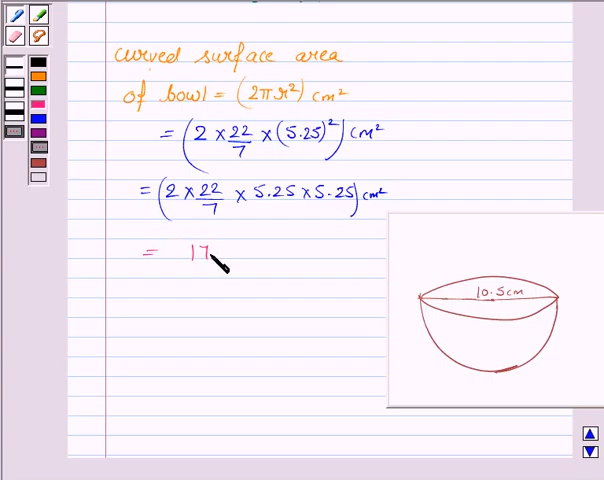 curved surface area
of bowl = (2πr²) cm²
= (2 × 22/7 × (5.25)²) cm²
= (2 × 22/7 × 5.25 × 5.25) cm²
= 17
10.5cm